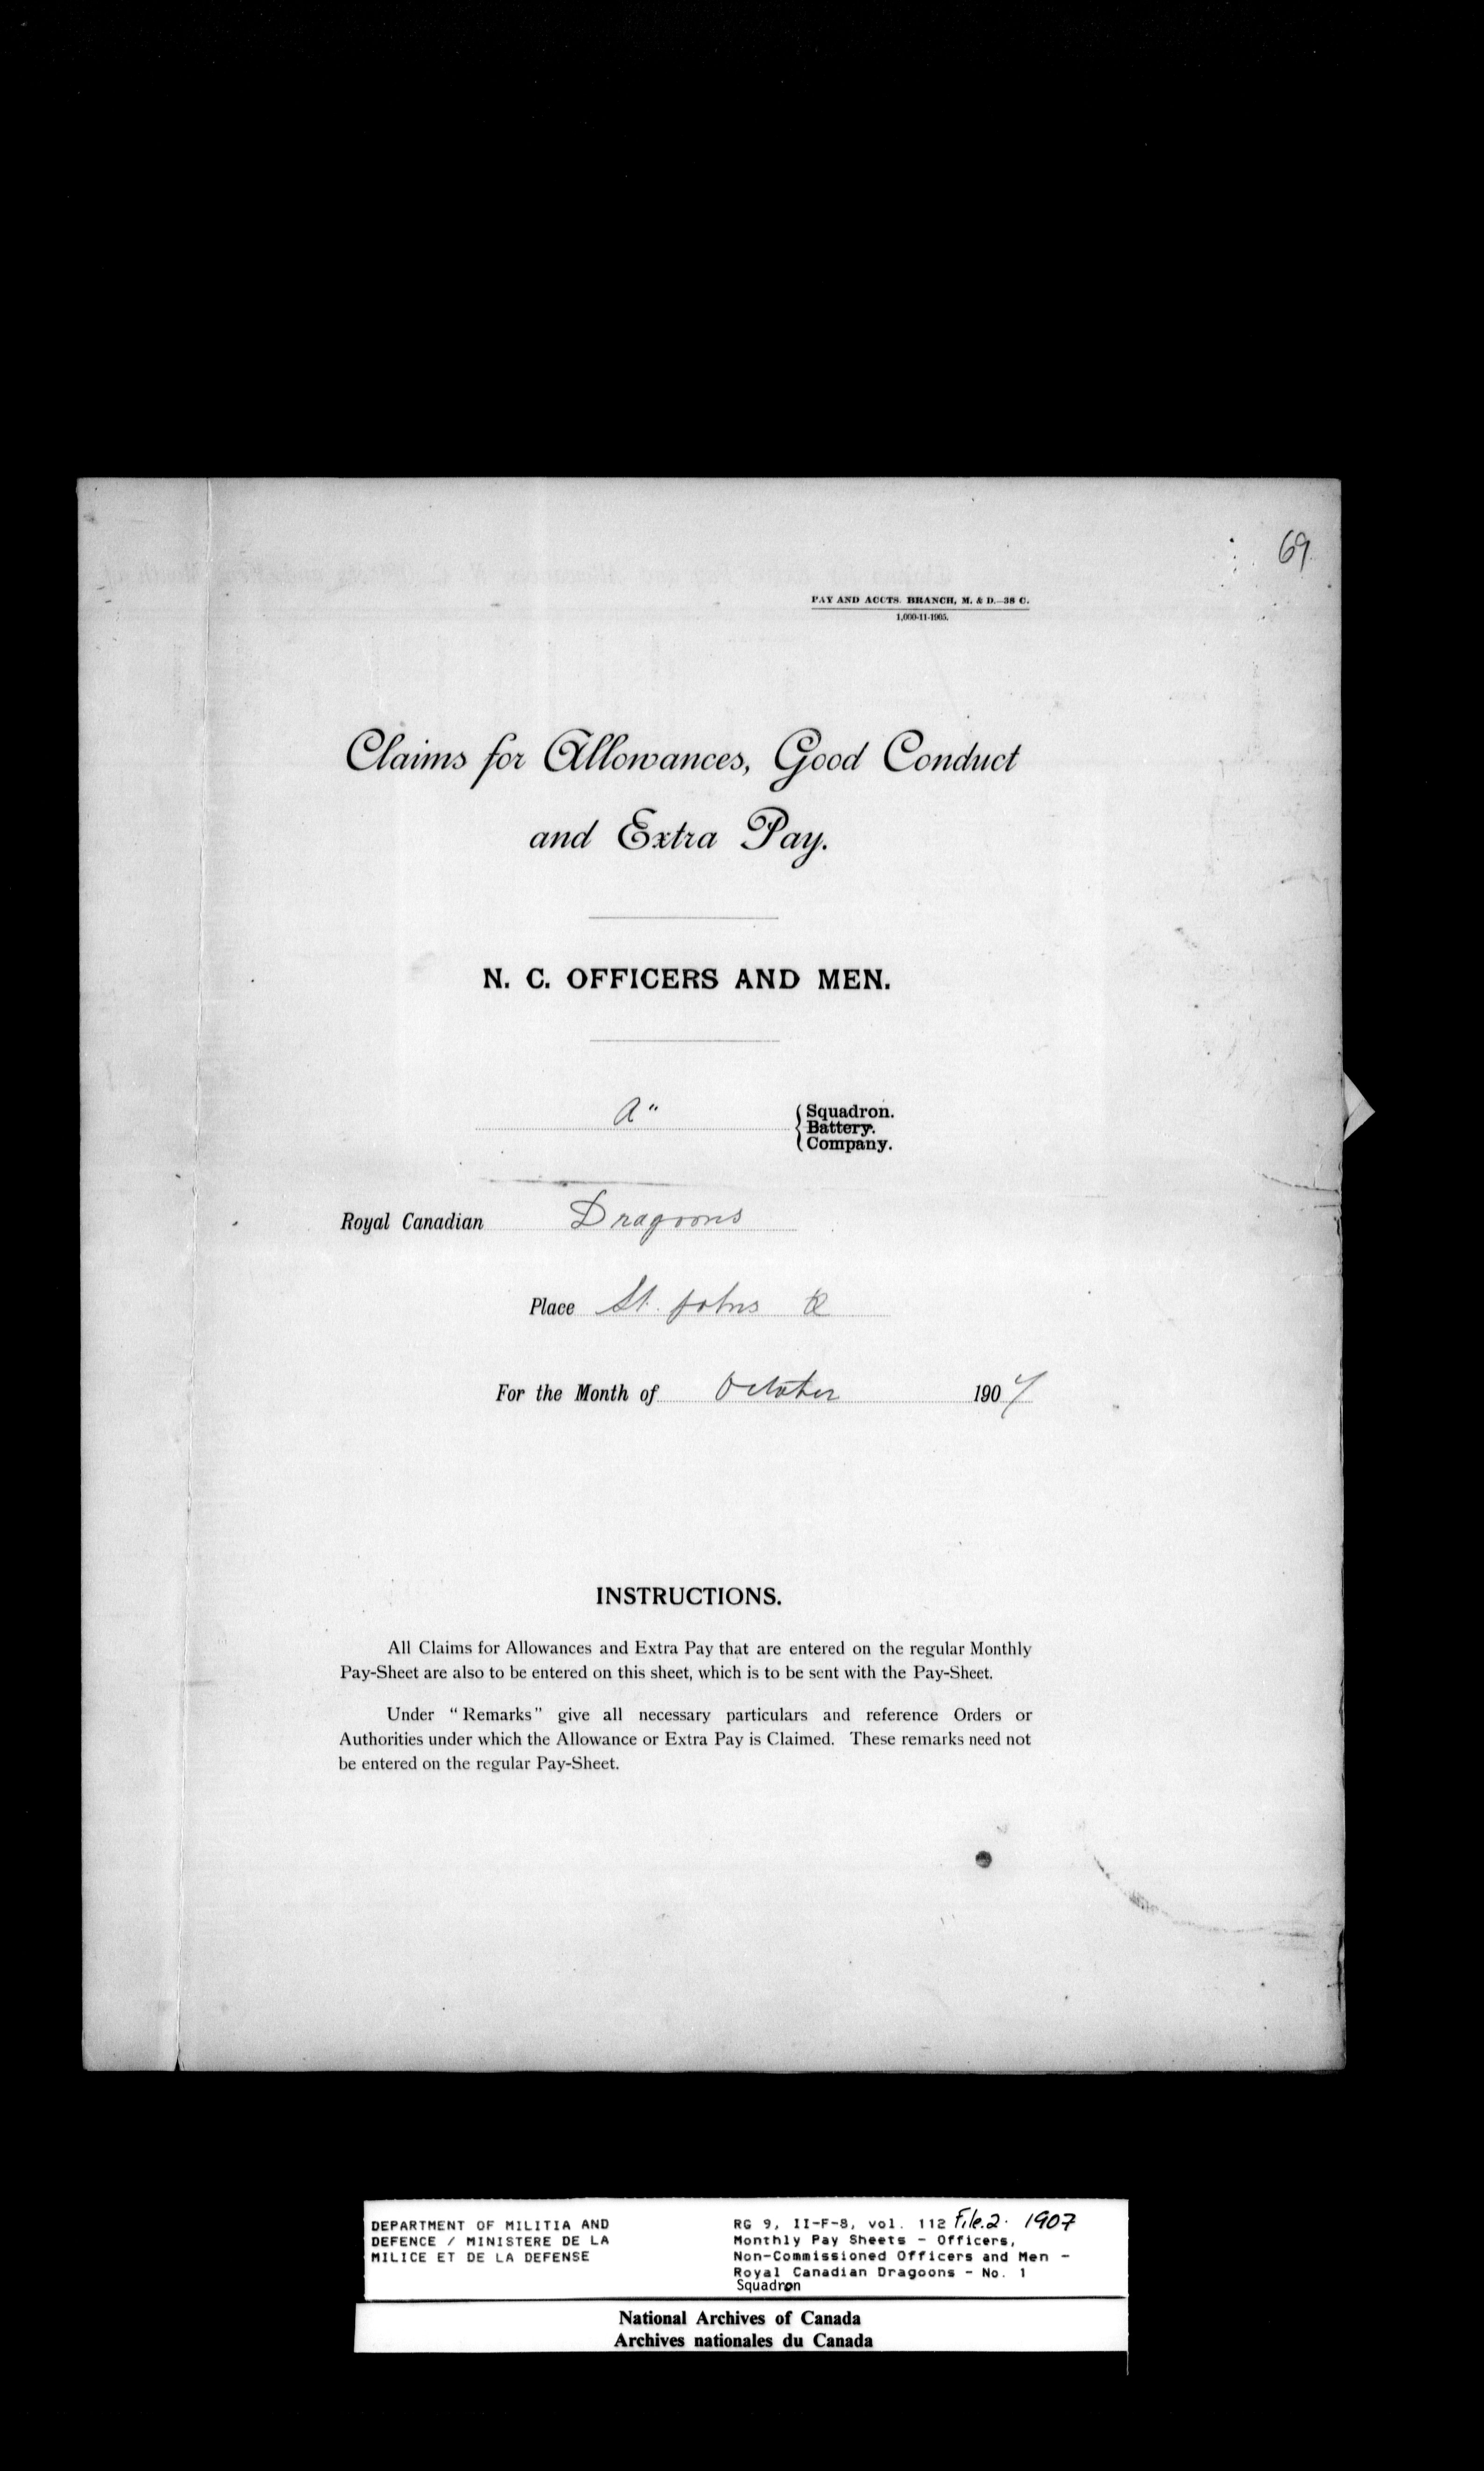 69
PAY AND ACCTS. BRANCH, M. & D.—38 C.
1,000-11-1905.
Claims for Allowances, Good Conduct
and Extra Pay.
N. C. OFFICERS AND MEN.
A"
Squadron.
Battery.
Company.
Royal Canadian Dragoons
Place St. Johns Q
For the Month of October 1907
INSTRUCTIONS.
All Claims for Allowances and Extra Pay that are entered on the regular Monthly
Pay-Sheet are also to be entered on this sheet, which is to be sent with the Pay-Sheet.
Under "Remarks" give all necessary particulars and reference Orders or
Authorities under which the Allowance or Extra Pay is Claimed. These remarks need not
be entered on the regular Pay-Sheet.
DEPARTMENT OF MILITIA AND
DEFENCE / MINISTERE DE LA
MILICE ET DE LA DEFENSE
RG 9, II-F-8, vol. 112 File.2. 1907
Monthly Pay Sheets - Officers,
Non-Commissioned Officers and Men -
Royal Canadian Dragoons - No. 1
Squadron
National Archives of Canada
Archives nationales du Canada